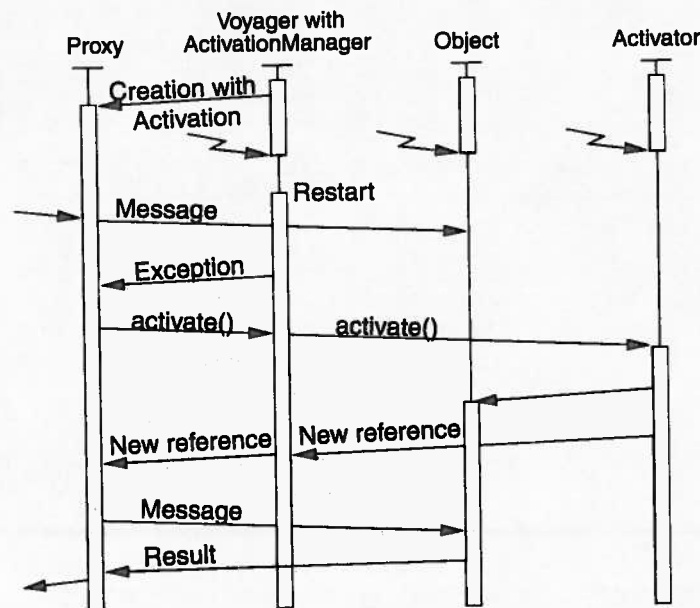 Proxy
Voyager with
ActivationManager
Object
Activator
Creation with
Activation
Restart
Message
Exception
activate()
activate()
New reference
New reference
Message
Result